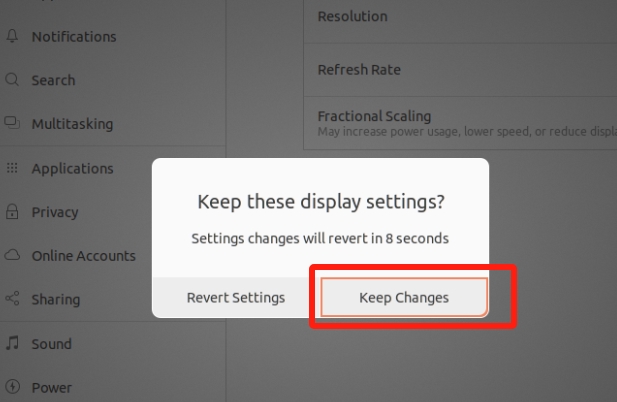 Resolution
Notifications
Refresh Rate
Search
Fractional Scaling
May increase power usage, lower speed, or reduce
Multitasking
Applications
Keep these display settings?
Privacy
Settings changes will revert in 8 seconds
Online Accounts
Revert Settings
Keep Changes
Sharing
Sound
Power